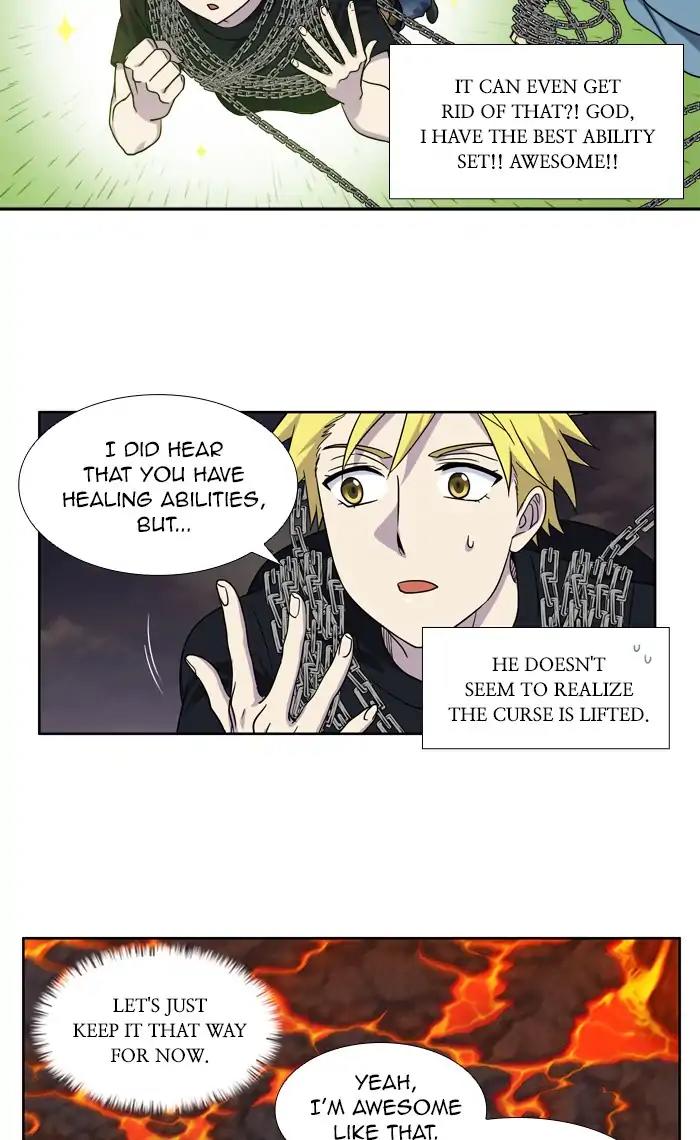 IT CAN EVEN GET
RID OF THAT?! GOD,
I HAVE THE BEST ABILITY
SET!! AWESOME!!
I DID HEAR
THAT YOU HAVE
HEALING ABILITIES,
BUT...
HE DOESN'T
SEEM TO REALIZE
THE CURSE IS LIFTED.
LET'S JUST
KEEP IT THAT WAY
FOR NOW.
YEAH,
I'M AWESOME
LIKE THAT.